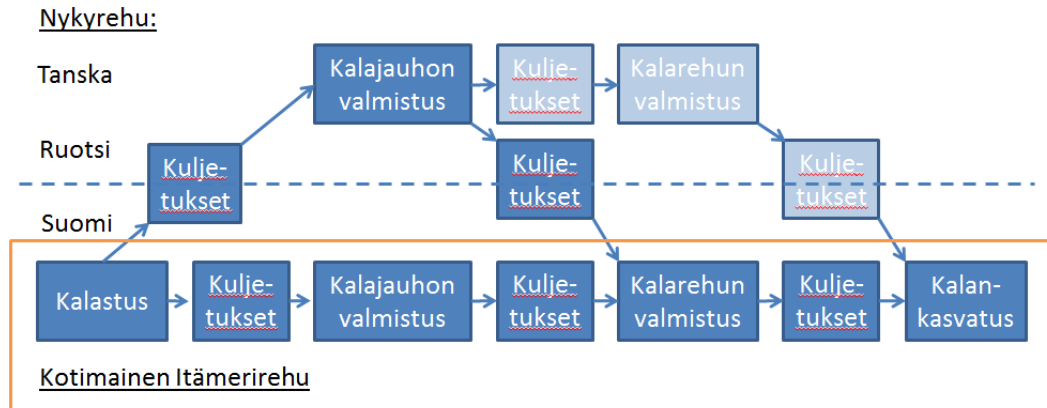 Nykyrehu:
Tanska
Kalajauhon
valmistus
Kulje-
tukset
Kalarehun
valmistus
Ruotsi
Kulje-
tukset
Kulje-
tukset
Kulje-
tukset
Suomi
Kalastus
Kulje-
tukset
Kalajauhon
valmistus
Kulje-
tukset
Kalarehun
valmistus
Kulje-
tukset
Kalan-
kasvatus
Kotimainen Itämerirehu